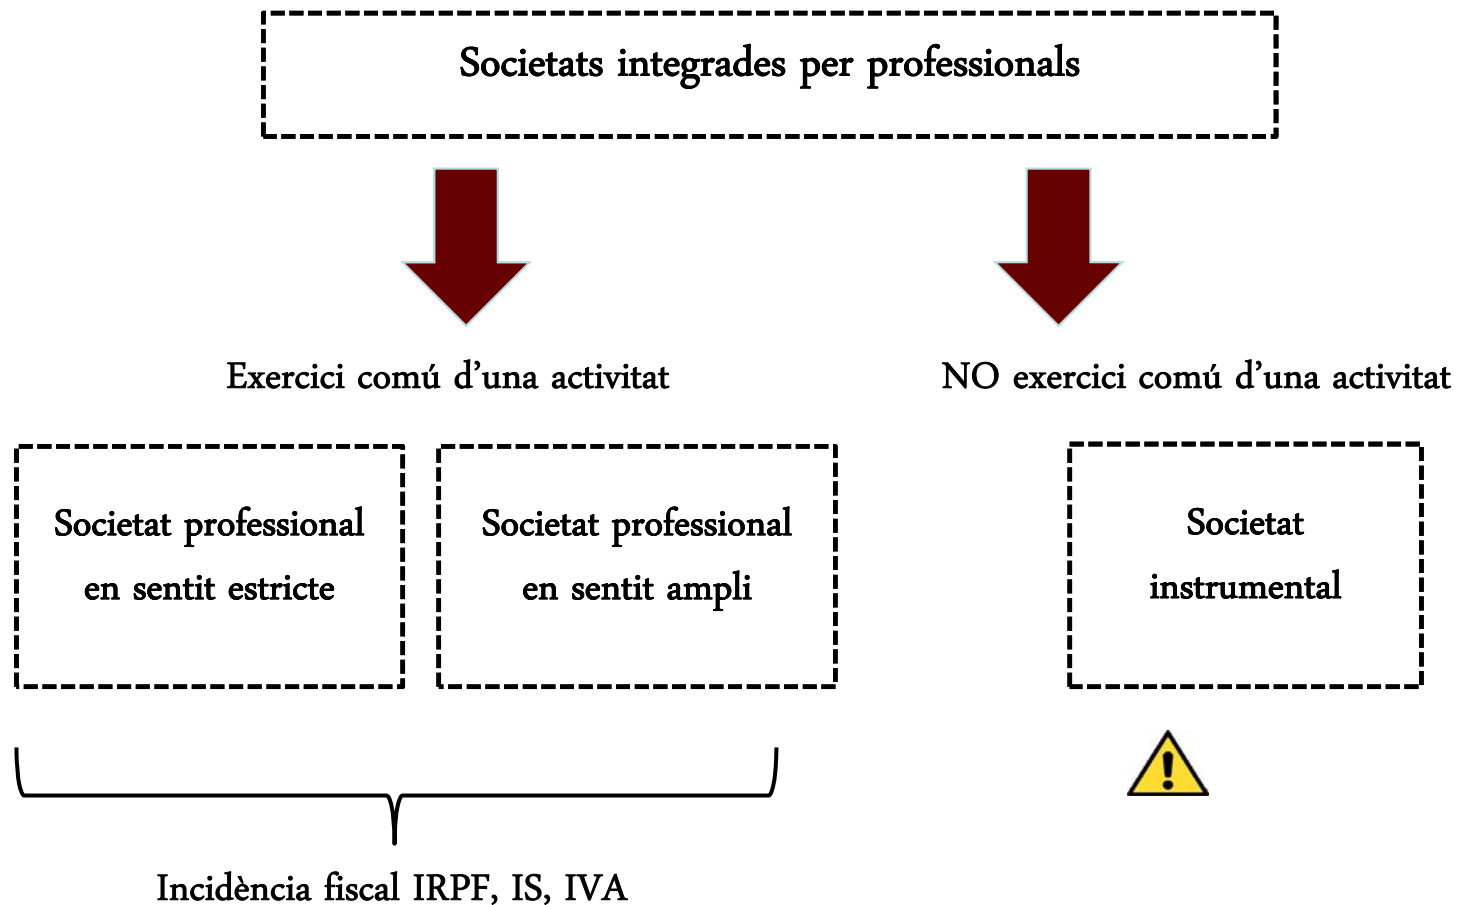 Societats integrades per professionals
Exercici comú d’una activitat
NO exercici comú d’una activitat
Societat professional
en sentit estricte
Societat professional
en sentit ampli
Societat
instrumental
Incidència fiscal IRPF, IS, IVA